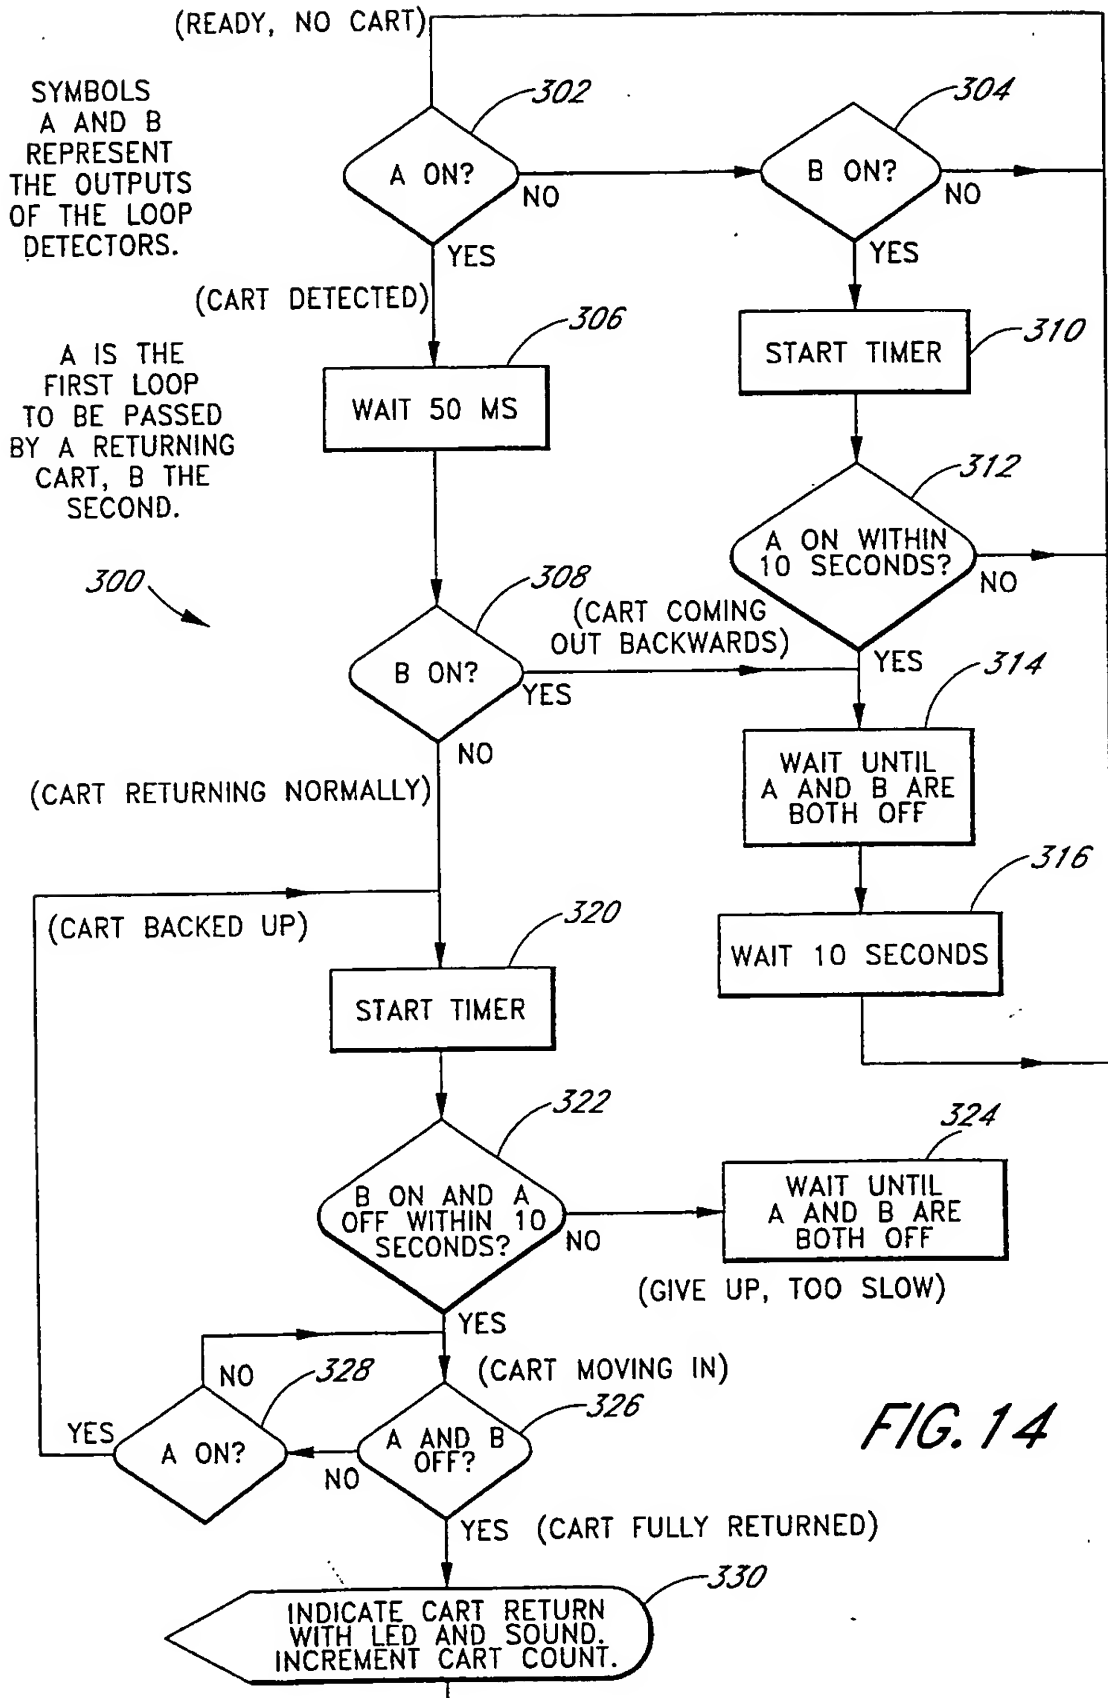 (READY, NO CART)
SYMBOLS
A AND B
REPRESENT
THE OUTPUTS
OF THE LOOP
DETECTORS.
302
A ON?
NO
YES
304
B ON?
NO
YES
(CART DETECTED)
306
WAIT 50 MS
310
START TIMER
A IS THE
FIRST LOOP
TO BE PASSED
BY A RETURNING
CART, B THE
SECOND.
300
312
A ON WITHIN
10 SECONDS?
NO
YES
308
B ON?
YES
NO
(CART COMING
OUT BACKWARDS)
314
WAIT UNTIL
A AND B ARE
BOTH OFF
(CART RETURNING NORMALLY)
316
WAIT 10 SECONDS
(CART BACKED UP)
320
START TIMER
322
B ON AND A
OFF WITHIN 10
SECONDS?
NO
YES
324
WAIT UNTIL
A AND B ARE
BOTH OFF
(GIVE UP, TOO SLOW)
(CART MOVING IN)
328
NO
YES
A ON?
326
A AND B
OFF?
NO
YES (CART FULLY RETURNED)
FIG. 14
330
INDICATE CART RETURN
WITH LED AND SOUND.
INCREMENT CART COUNT.